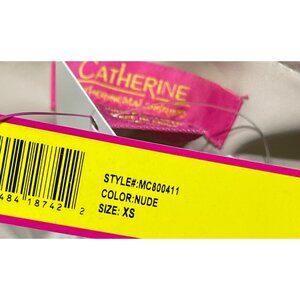 CATHERINE
STYLE#:MC800411
COLOR:NUDE
SIZE: XS
484 18742 2